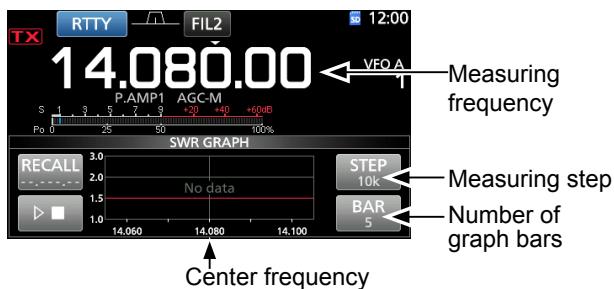 RTTY FIL2 SD 12:00
TX
14.080.00 VFO A
1
Measuring
frequency
P.AMP1 AGC-M
S 1 3 5 7 9 +20 +40 +60dB
Po 0 25 50 100%
SWR GRAPH
RECALL
--.---.--
3.0
2.0
1.5
1.0
No data
14.060 14.080 14.100
STEP
10k
Measuring step
BAR
5
Number of
graph bars
Center frequency